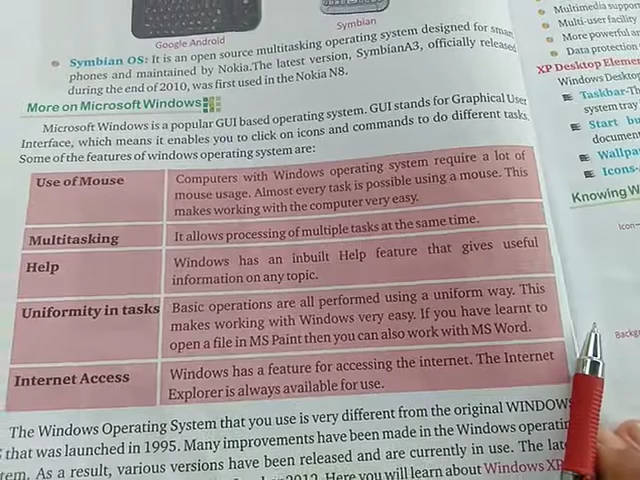 Google Android
Symbian
Symbian OS: It is an open source multitasking operating system designed for smart
phones and maintained by Nokia.The latest version, SymbianA3, officially released
during the end of 2010, was first used in the Nokia N8.
More on Microsoft Windows
Microsoft Windows is a popular GUI based operating system. GUI stands for Graphical User
Interface, which means it enables you to click on icons and commands to do different tasks.
Some of the features of windows operating system are:
Use of Mouse
Computers with Windows operating system require a lot of
mouse usage. Almost every task is possible using a mouse. This
makes working with the computer very easy.
Multitasking
It allows processing of multiple tasks at the same time.
Help
Windows has an inbuilt Help feature that gives useful
information on any topic.
Uniformity in tasks
Basic operations are all performed using a uniform way. This
makes working with Windows very easy. If you have learnt to
open a file in MS Paint then you can also work with MS Word.
Internet Access
Windows has a feature for accessing the internet. The Internet
Explorer is always available for use.
The Windows Operating System that you use is very different from the original WINDOWS
that was launched in 1995. Many improvements have been made in the Windows operatin
tem. As a result, various versions have been released and are currently in use. The lat
2012. Here you will learn about Windows XP
Multimedia suppor
Multi-user facility
More powerful a
Data protection
XP Desktop Elemen
Windows Deskt
Taskbar-Th
system tray
Start bu
document
Wallpa
Icons-
Knowing W
Icon
Backg